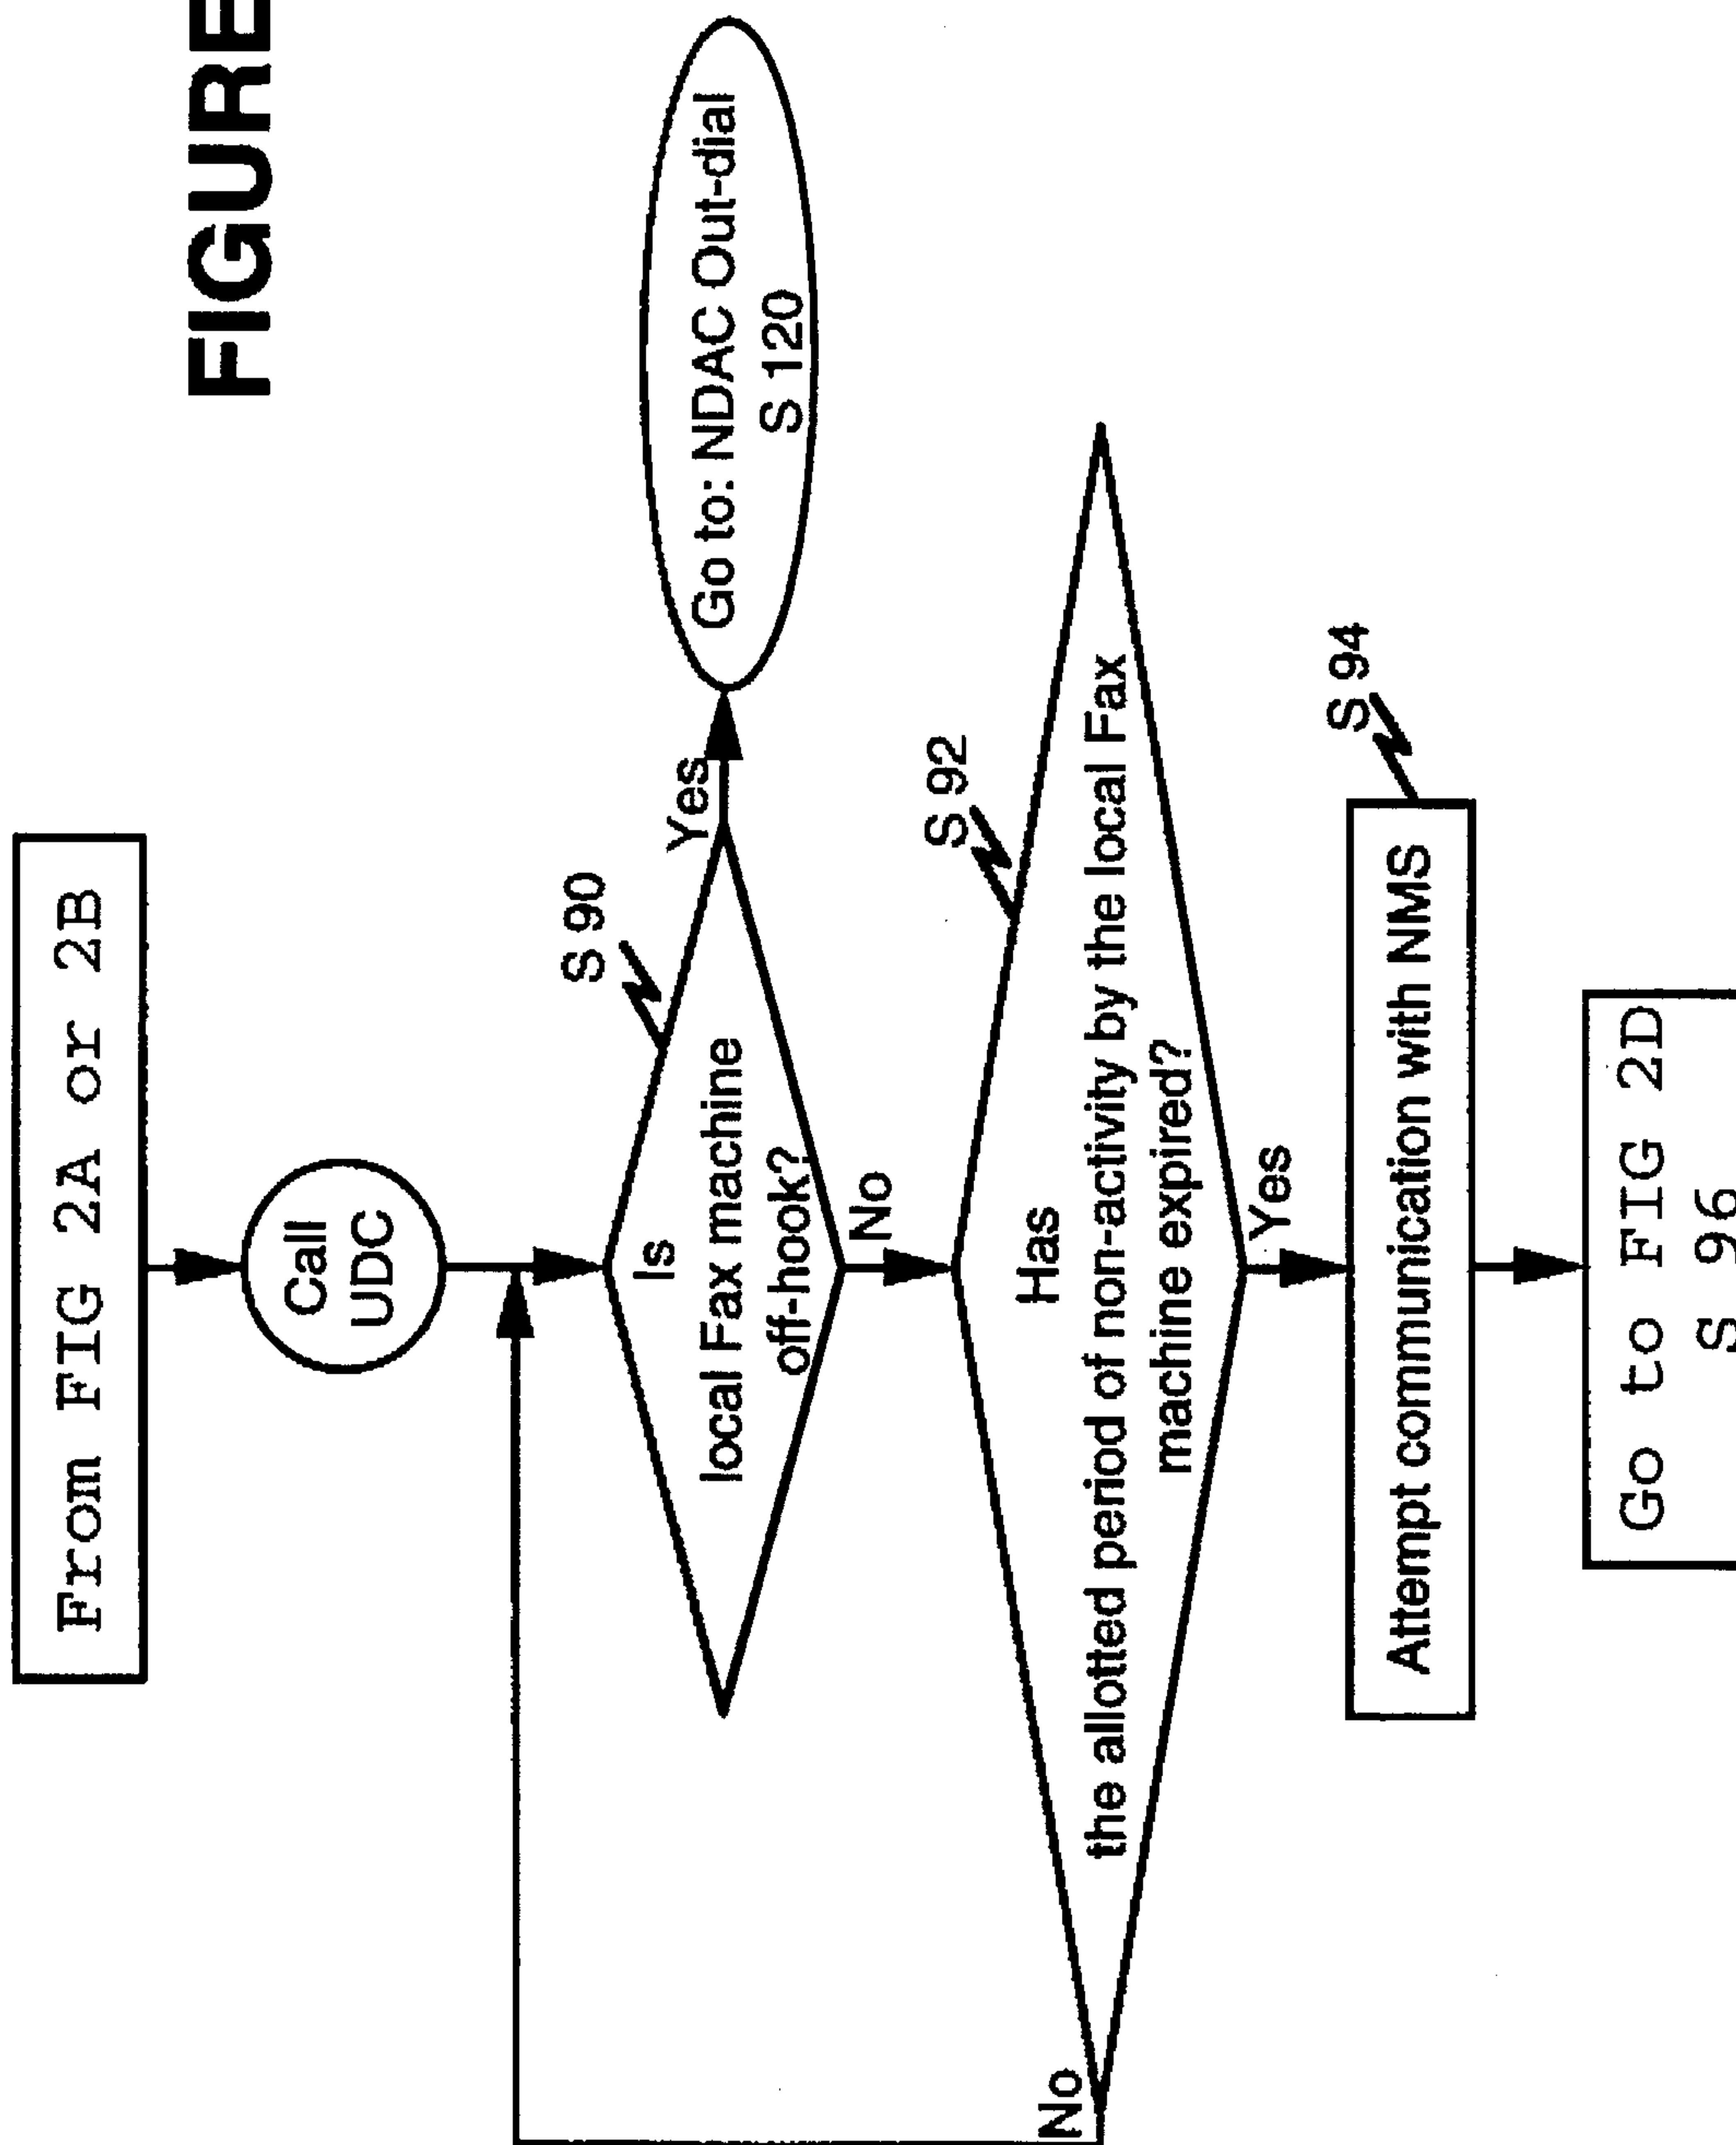 FIGURE
From FIG 2A or 2B
Call
UDC
S 90
Is
local Fax machine
off-hook?
Yes
Go to: NDAC Out-dial
S 120
No
S 92
Has
the allotted period of non-activity by the local Fax
machine expired?
No
Yes
S 94
Attempt communication with NMS
Go to FIG 2D
S 96